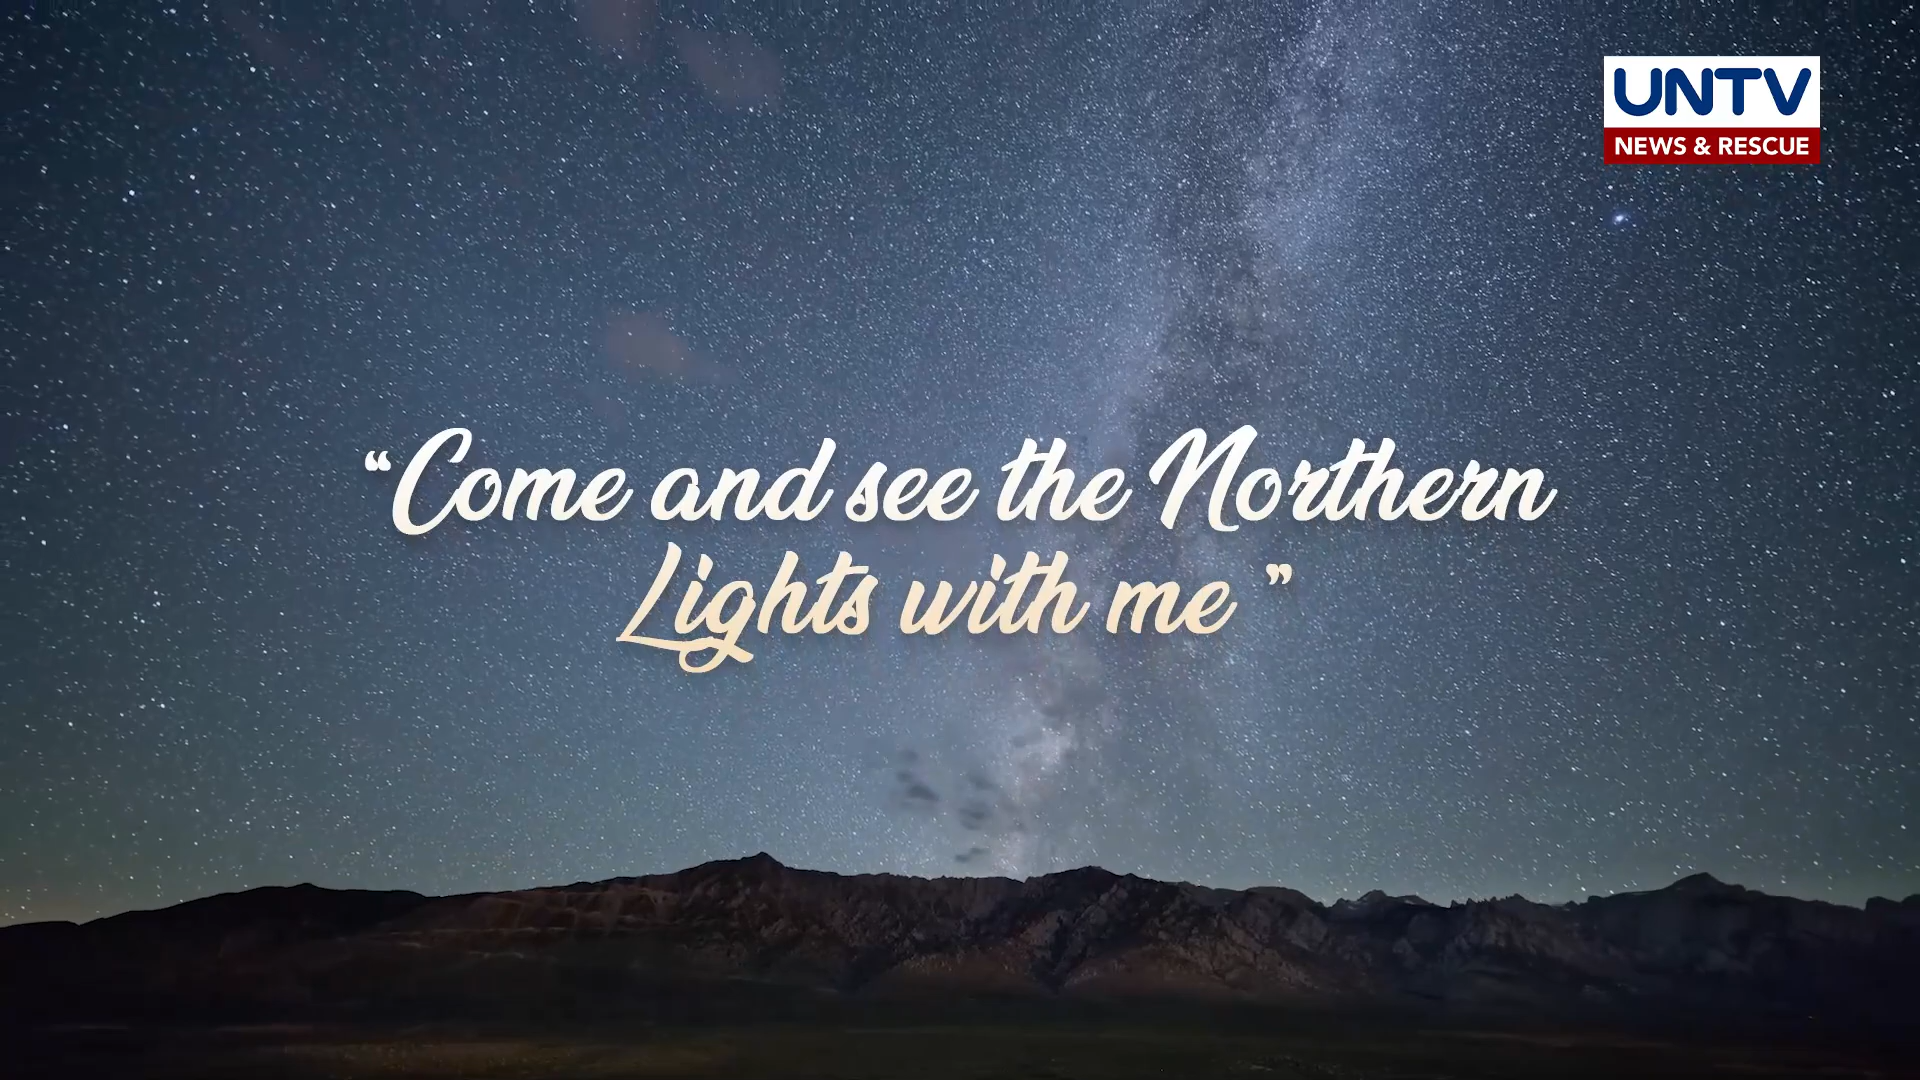 UNTV
NEWS & RESCUE
“Come and see the Northern
Lights with me ”